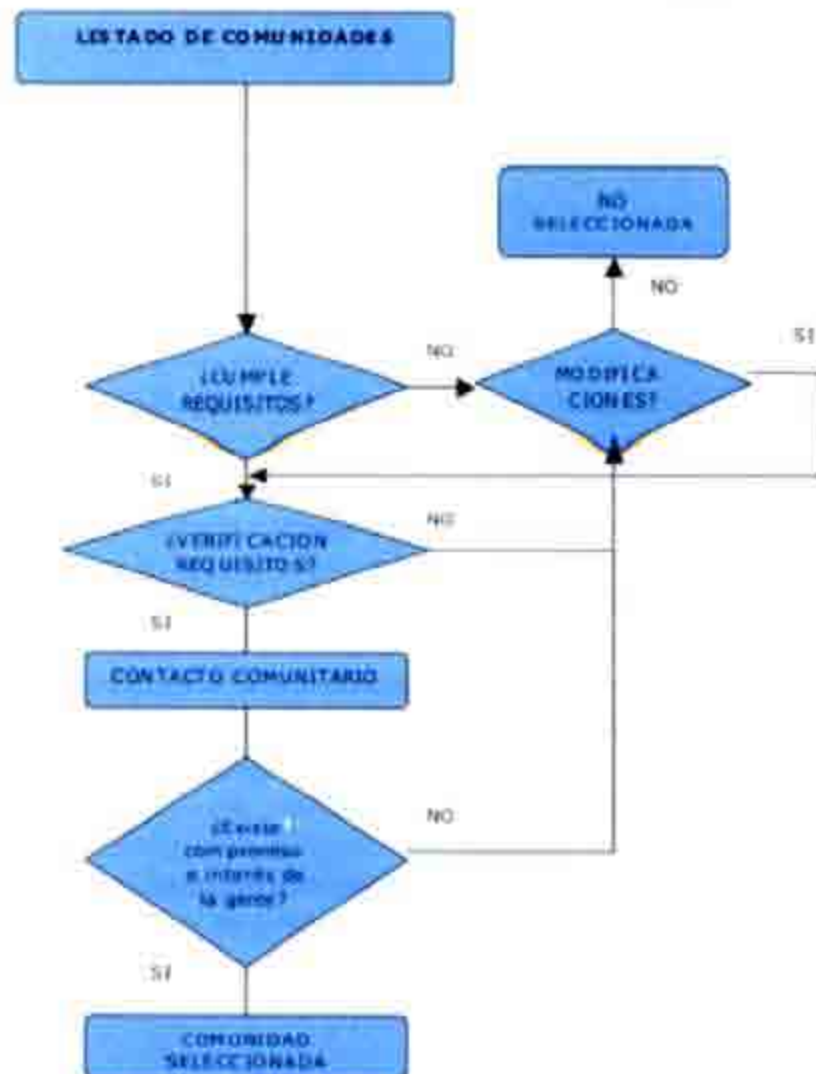 LISTADO DE COMUNIDADES
NO
SELECCIONADA
NO
SI
¿CUMPLE
REQUISITOS?
NO
MODIFICA
CIONES?
SI
¿VERIFICACION
REQUISITOS?
NO
SI
CONTACTO COMUNITARIO
¿Existe
compromiso
e interés de
la gente?
NO
SI
COMUNIDAD
SELECCIONADA